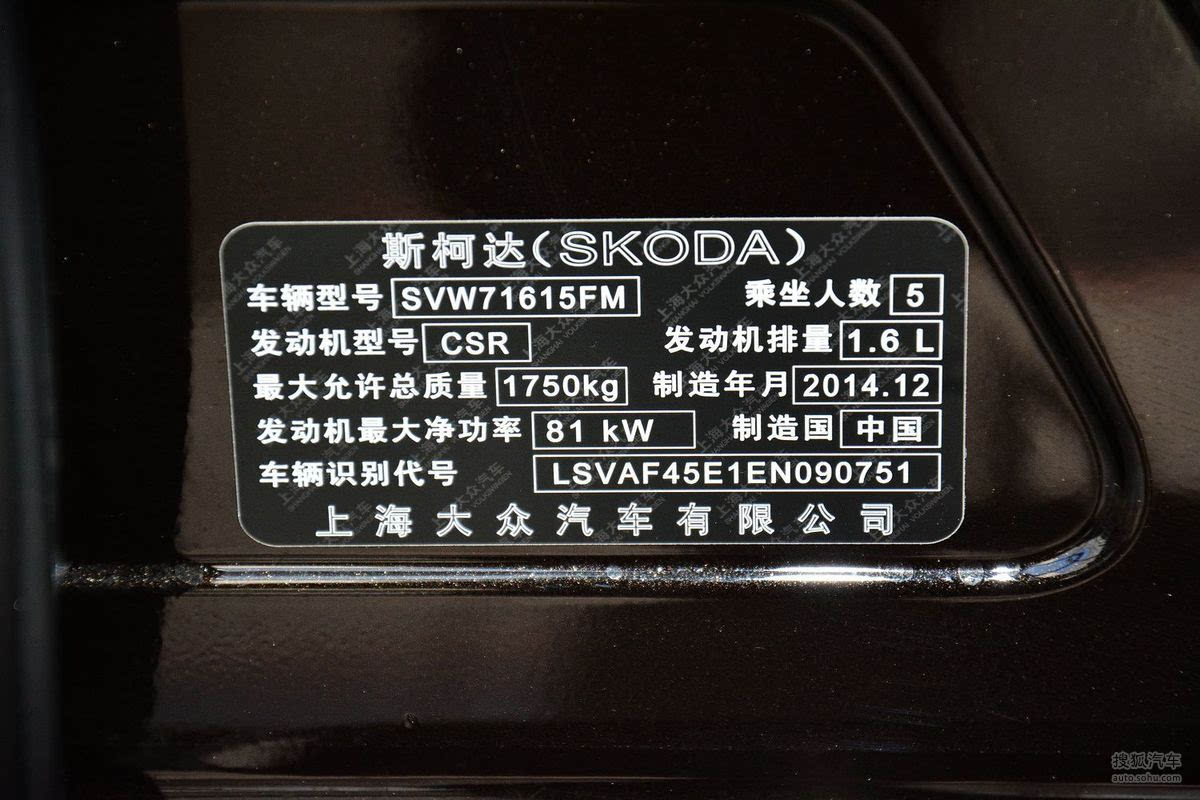 斯柯达(SKODA)
车辆型号 SVW71615FM 乘坐人数 5
发动机型号 CSR 发动机排量 1.6 L
最大允许总质量 1750kg 制造年月 2014.12
发动机最大净功率 81 kW 制造国 中国
车辆识别代号 LSVAF45E1EN090751
上海大众汽车有限公司
搜狐汽车
auto.sohu.com